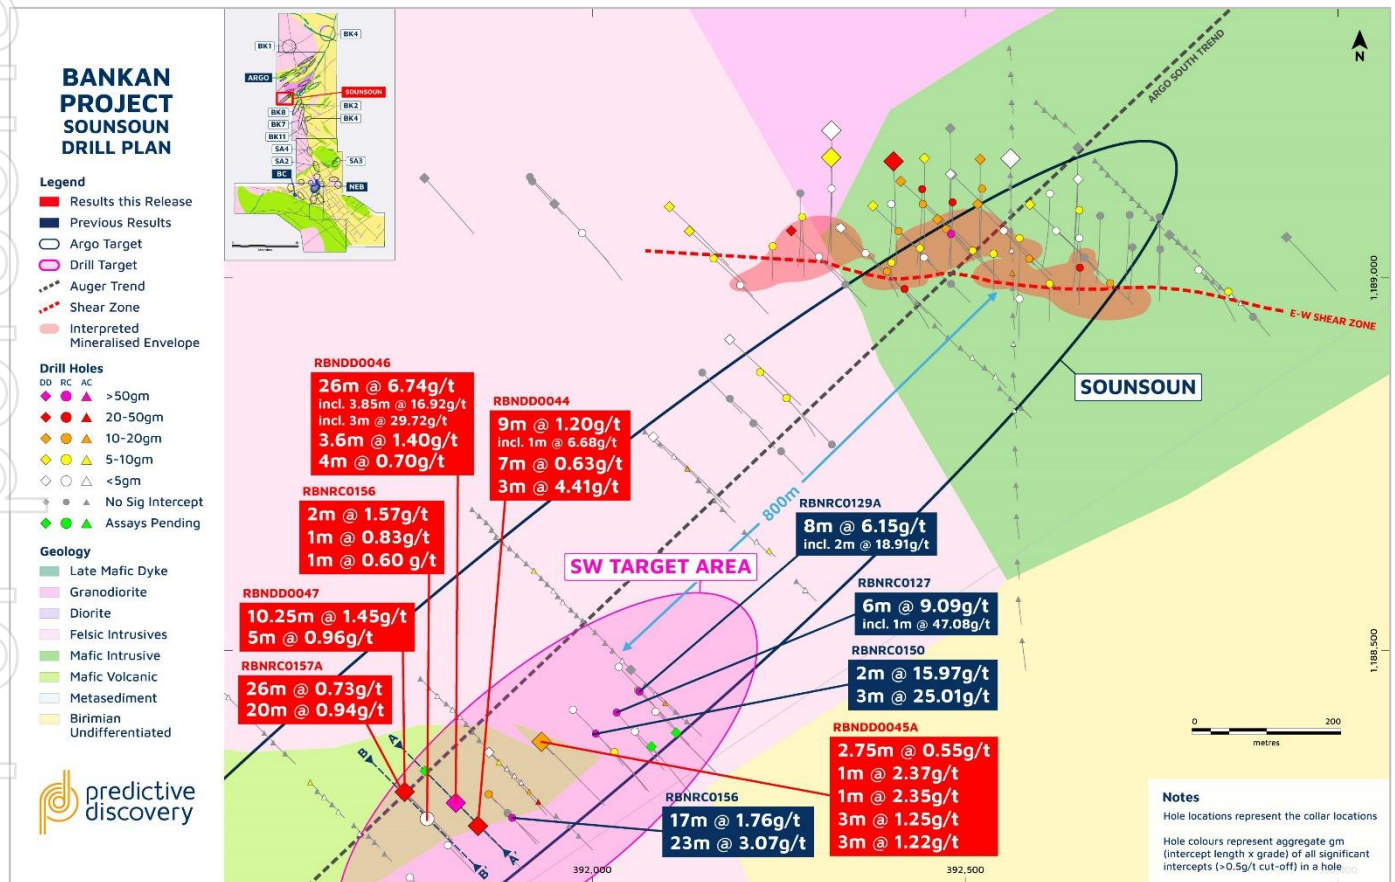 BANKAN
PROJECT
SOUNSOUN
DRILL PLAN
Legend
Results this Release
Previous Results
Argo Target
Drill Target
Auger Trend
Shear Zone
Interpreted
Mineralised Envelope
Drill Holes
DD RC AC
>50gm
20-50gm
10-20gm
5-10gm
<5gm
No Sig Intercept
Assays Pending
Geology
Late Mafic Dyke
Granodiorite
Diorite
Felsic Intrusives
Mafic Intrusive
Mafic Volcanic
Metasediment
Birimian
Undifferentiated
predictive
discovery
BK1
BK4
ARGO
SOUNSOUN
BK8
BK2
BK7
BK4
BK11
SA4
SA2
SA3
BC
NEB
N
ARGO SOUTH TREND
1,189,000
E-W SHEAR ZONE
SOUNSOUN
800m
RBNDD0046
26m @ 6.74g/t
incl. 3.85m @ 16.92g/t
incl. 3m @ 29.72g/t
3.6m @ 1.40g/t
4m @ 0.70g/t
RBNDD0044
9m @ 1.20g/t
incl. 1m @ 6.68g/t
7m @ 0.63g/t
3m @ 4.41g/t
RBNRC0156
2m @ 1.57g/t
1m @ 0.83g/t
1m @ 0.60 g/t
RBNRC0129A
8m @ 6.15g/t
incl. 2m @ 18.91g/t
SW TARGET AREA
RBNDD0047
10.25m @ 1.45g/t
5m @ 0.96g/t
RBNRC0127
6m @ 9.09g/t
incl. 1m @ 47.08g/t
1,188,500
RBNRC0157A
26m @ 0.73g/t
20m @ 0.94g/t
RBNRC0150
2m @ 15.97g/t
3m @ 25.01g/t
A
B
A'
B'
RBNDD0045A
2.75m @ 0.55g/t
1m @ 2.37g/t
1m @ 2.35g/t
3m @ 1.25g/t
3m @ 1.22g/t
RBNRC0156
17m @ 1.76g/t
23m @ 3.07g/t
0 200
metres
392,000
392,500
Notes
Hole locations represent the collar locations
Hole colours represent aggregate gm
(intercept length x grade) of all significant
intercepts (>0.5g/t cut-off) in a hole